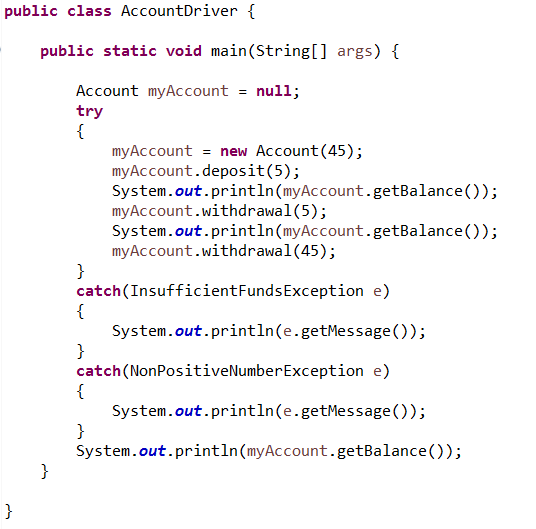 public class AccountDriver {
public static void main(String[] args) {
Account myAccount = null;
try
{
myAccount = new Account(45);
myAccount.deposit(5);
System.out.println(myAccount.getBalance());
myAccount.withdrawal(5);
System.out.println(myAccount.getBalance());
myAccount.withdrawal(45);
}
catch(InsufficientFundsException e)
{
System.out.println(e.getMessage());
}
catch(NonPositiveNumberException e)
{
System.out.println(e.getMessage());
}
System.out.println(myAccount.getBalance());
}
}